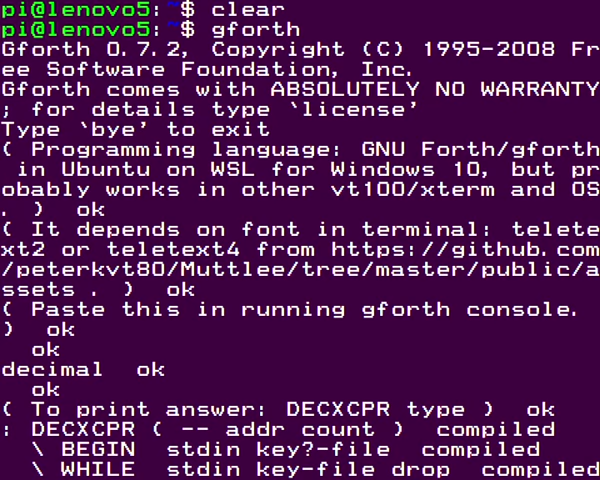 pi@lenovo5:~$ clear
pi@lenovo5:~$ gforth
Gforth 0.7.2, Copyright (C) 1995-2008 Fr
ee Software Foundation, Inc.
Gforth comes with ABSOLUTELY NO WARRANTY
; for details type `license'
Type `bye' to exit
( Programming language: GNU Forth/gforth
 in Ubuntu on WSL for Windows 10, but pr
obably works in other vt100/xterm and OS
. )  ok
( It depends on font in terminal: telete
xt2 or teletext4 from https://github.com
/peterkvt80/Muttlee/tree/master/public/a
ssets . )  ok
( Paste this in running gforth console.
)  ok
  ok
decimal  ok
  ok
( To print answer: DECXCPR type )  ok
: DECXCPR ( -- addr count )  compiled
  \ BEGIN  stdin key?-file  compiled
  \ WHILE  stdin key-file drop  compiled